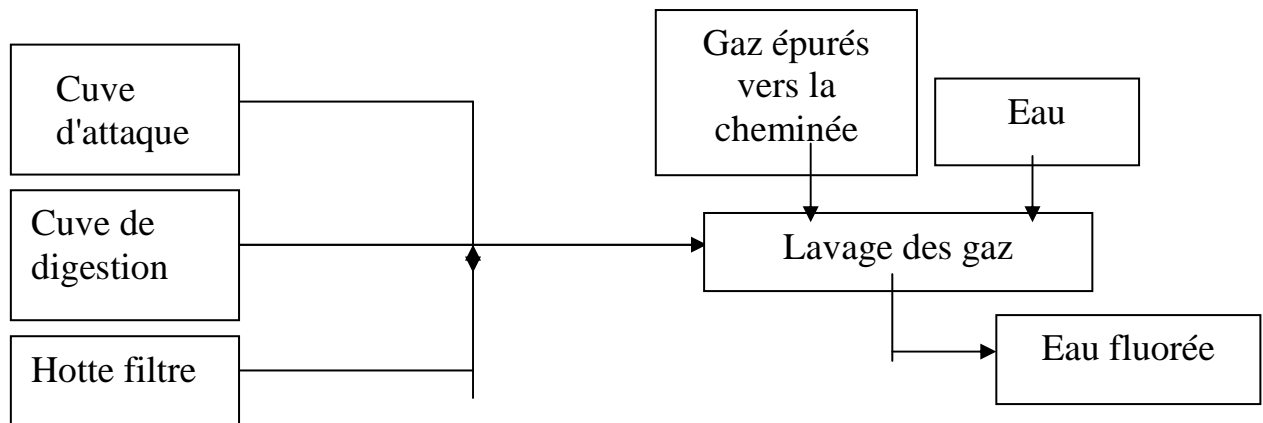 Cuve
d'attaque
Cuve de
digestion
Hotte filtre
Gaz épurés
vers la
cheminée
Eau
Lavage des gaz
Eau fluorée